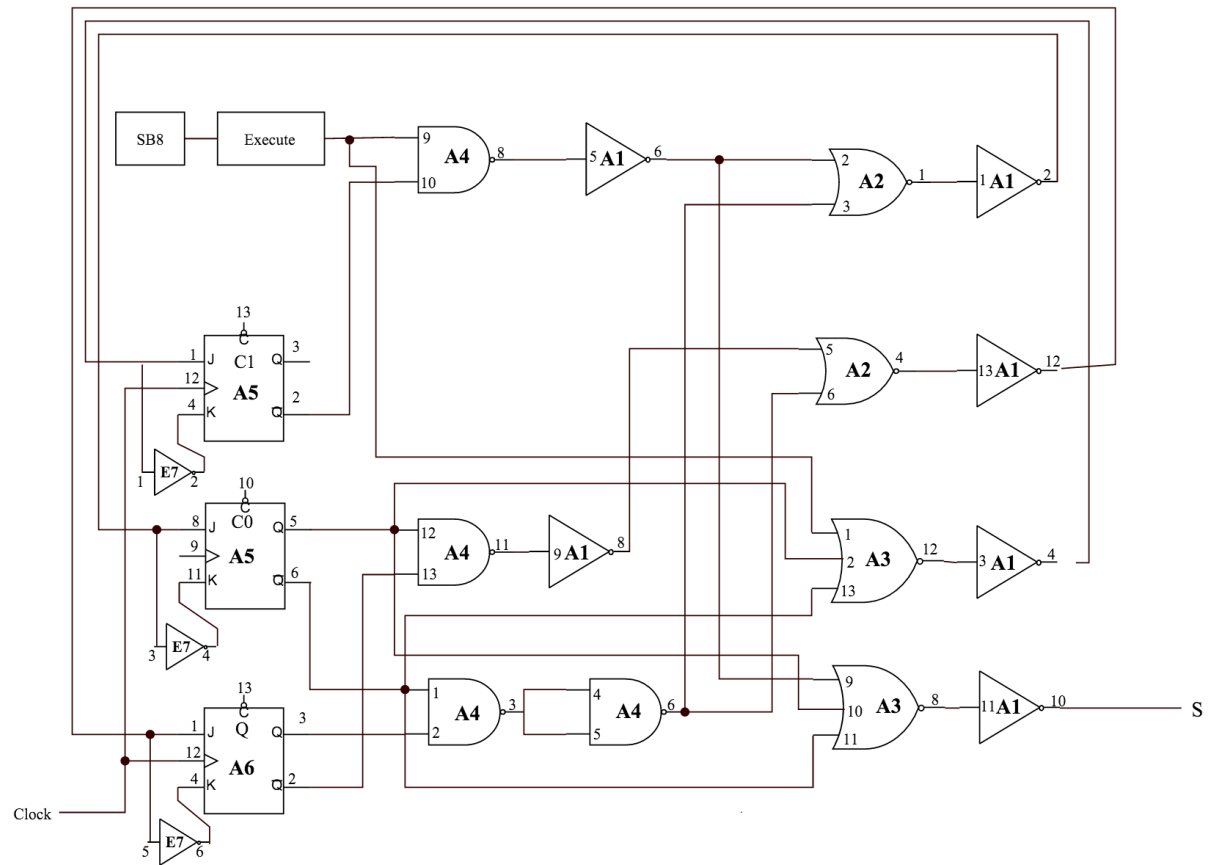 SB8 Execute 9 A4 8 10 5 A1 6 2 A2 1 3 1 A1 2
13
C
1 J C1 Q 3
12 A5
4 K Q 2
1 E7 2
5 A2 4 6 13 A1 12
10
C
8 J C0 Q 5
9 A5
11 K Q 6
3 E7 4
12 A4 11 13 9 A1 8
1 2 A3 12 13 3 A1 4
13
C
1 J Q Q 3
12 A6
4 K Q 2
Clock
5 E7 6
1 A4 3 2 4 A4 6 5
9 10 A3 8 11 11 A1 10 S